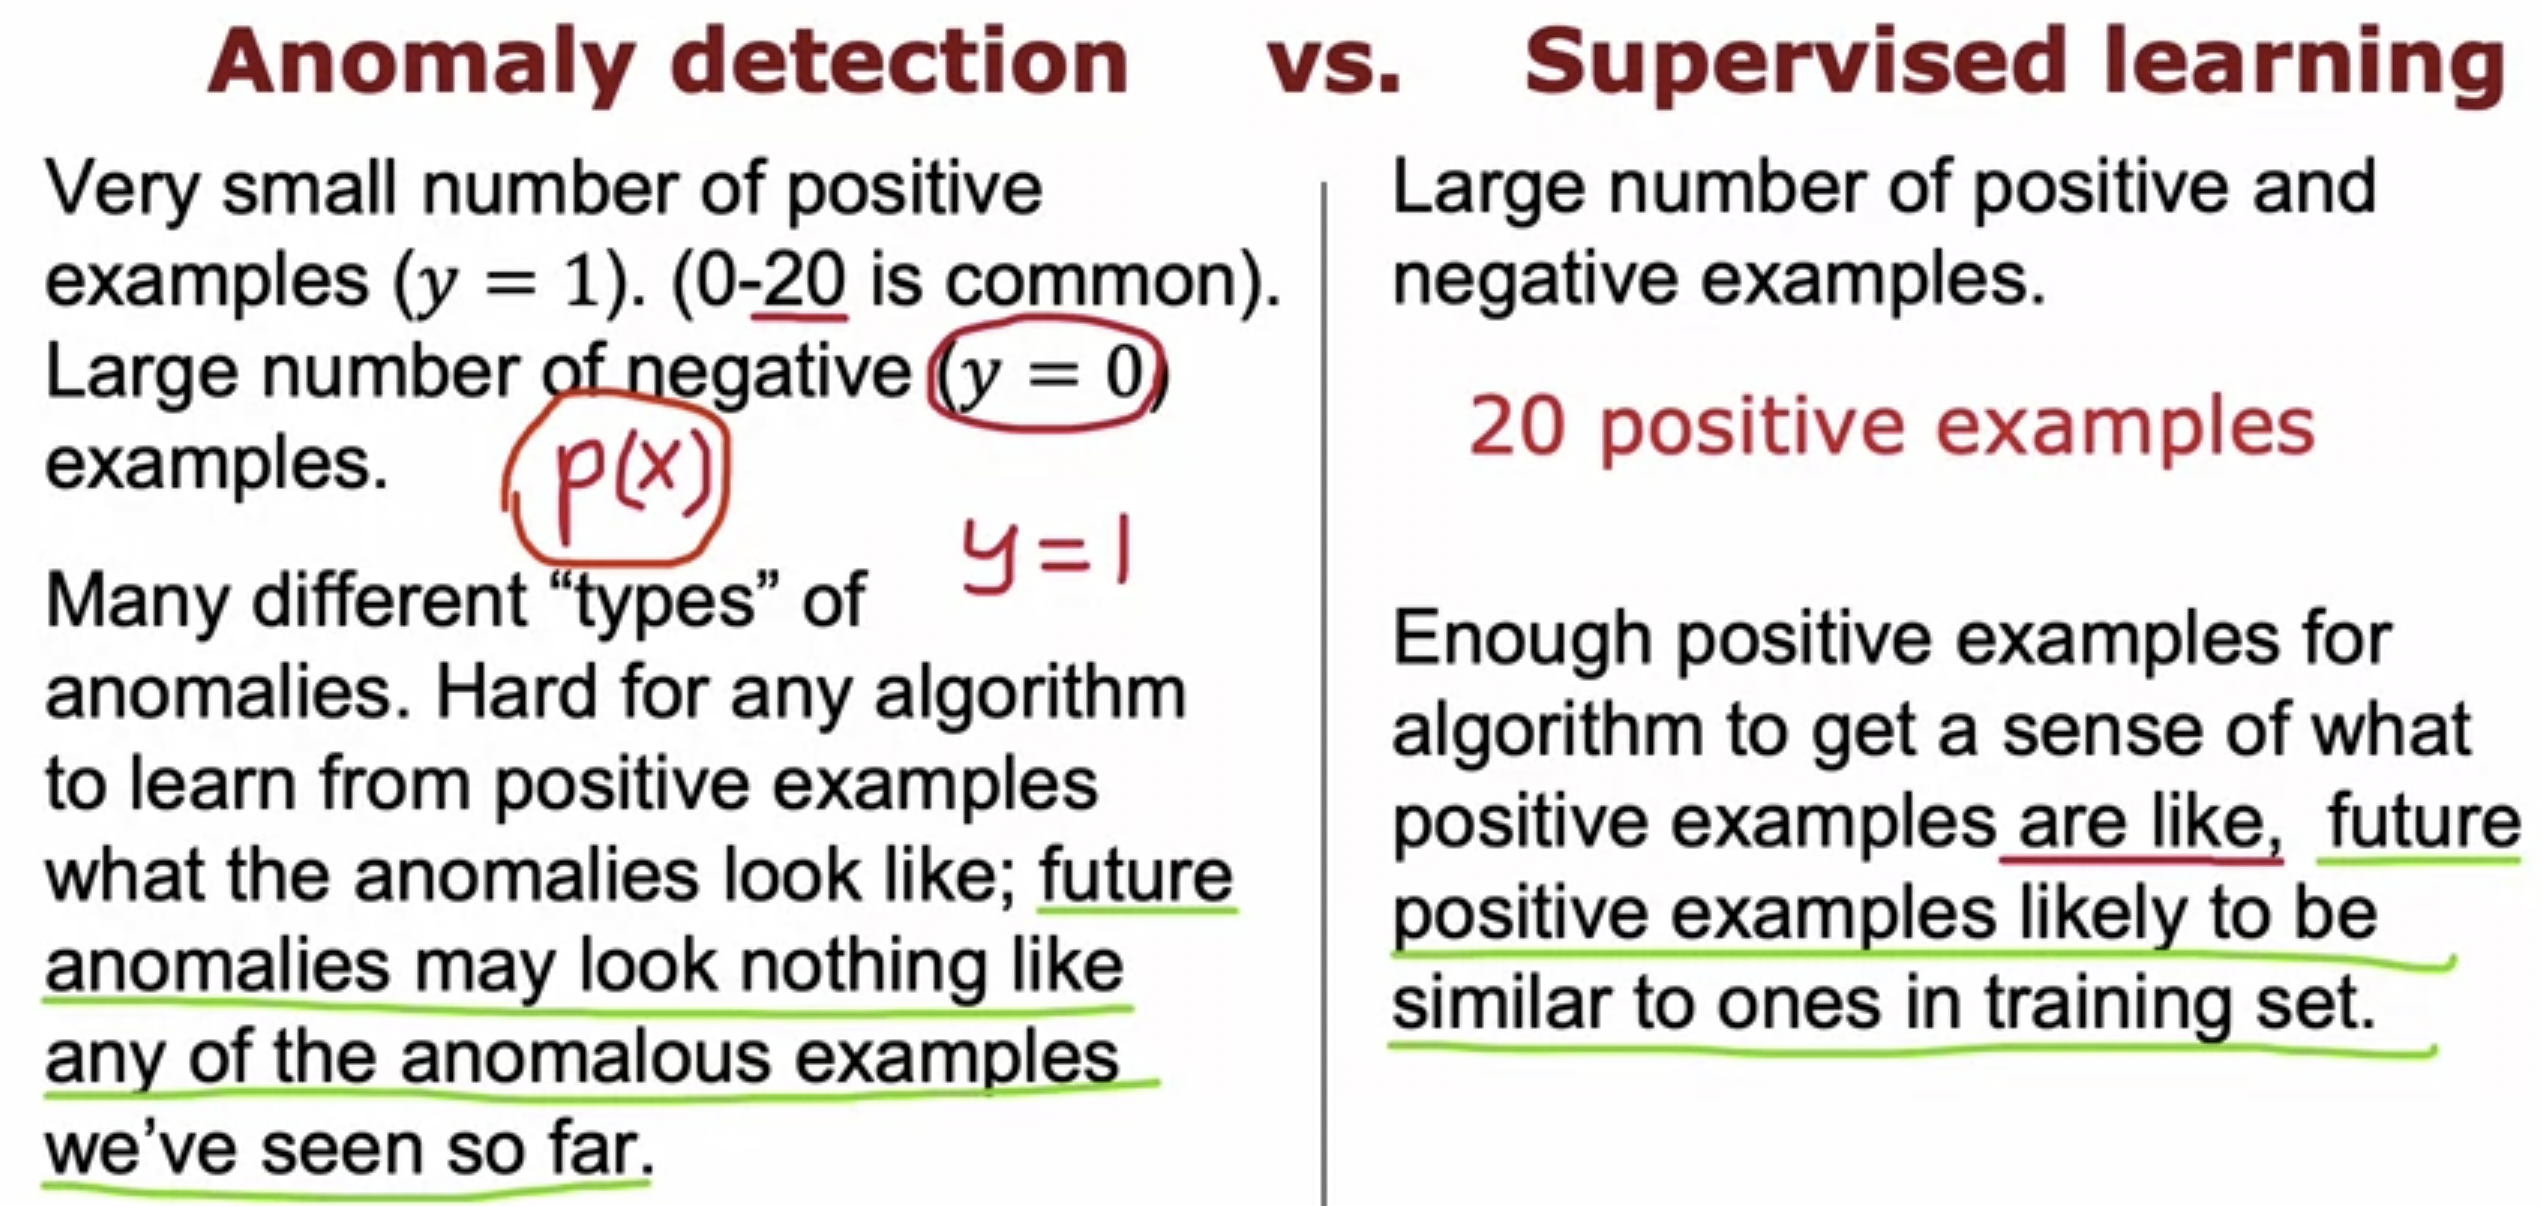 Anomaly detection vs. Supervised learning
Very small number of positive
examples (y = 1). (0-20 is common).
Large number of negative (y = 0)
examples.
p(x)
y=1
Many different “types” of
anomalies. Hard for any algorithm
to learn from positive examples
what the anomalies look like; future
anomalies may look nothing like
any of the anomalous examples
we’ve seen so far.
Large number of positive and
negative examples.
20 positive examples
Enough positive examples for
algorithm to get a sense of what
positive examples are like, future
positive examples likely to be
similar to ones in training set.